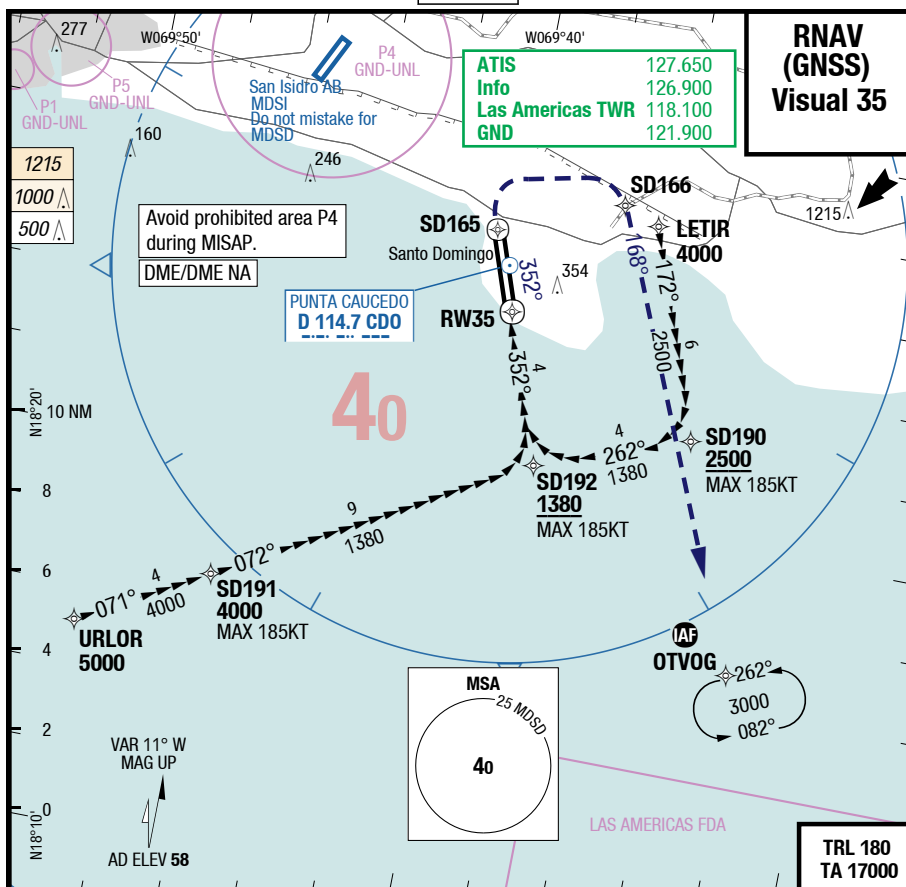 277
W069°50'
W069°40'
P4
GND-UNL
P5
GND-UNL
P1
GND-UNL
San Isidro AB
MDSI
Do not mistake for
MDSD
ATIS 127.650
Info 126.900
Las Americas TWR 118.100
GND 121.900
RNAV
(GNSS)
Visual 35
160
246
1215
1000
500
Avoid prohibited area P4
during MISAP.
DME/DME NA
SD166
1215
SD165
LETIR
4000
Santo Domingo
352°
354
168°
172°
PUNTA CAUCEDO
D 114.7 CDO
RW35
2500
6
4
352°
N18°20'
10 NM
40
4
262°
1380
SD190
2500
MAX 185KT
SD192
1380
MAX 185KT
8
9
1380
072°
6
SD191
4000
MAX 185KT
4
071°
4000
URLOR
5000
4
IAF
OTVOG
262°
3000
082°
MSA
25 MDSD
40
2
VAR 11° W
MAG UP
0
N18°10'
AD ELEV 58
LAS AMERICAS FDA
TRL 180
TA 17000